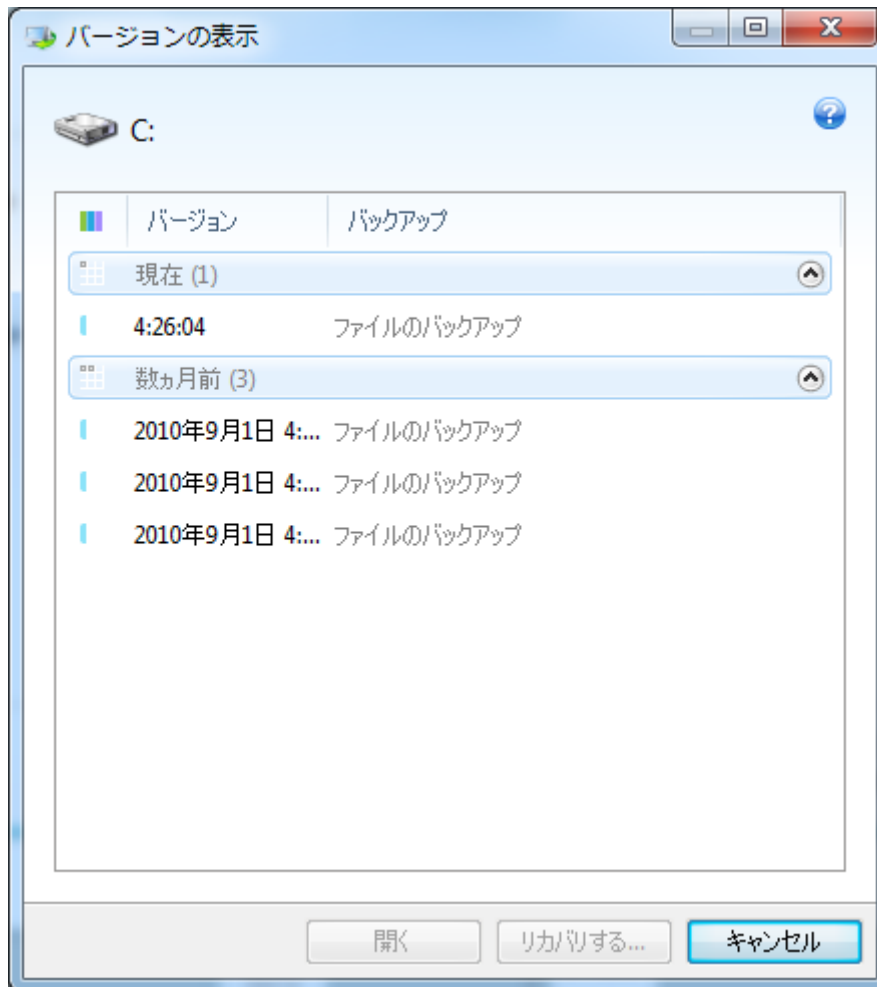 バージョンの表示
C:
バージョン バックアップ
現在 (1)
4:26:04 ファイルのバックアップ
数ヵ月前 (3)
2010年9月1日 4:... ファイルのバックアップ
2010年9月1日 4:... ファイルのバックアップ
2010年9月1日 4:... ファイルのバックアップ
開く リカバリする... キャンセル